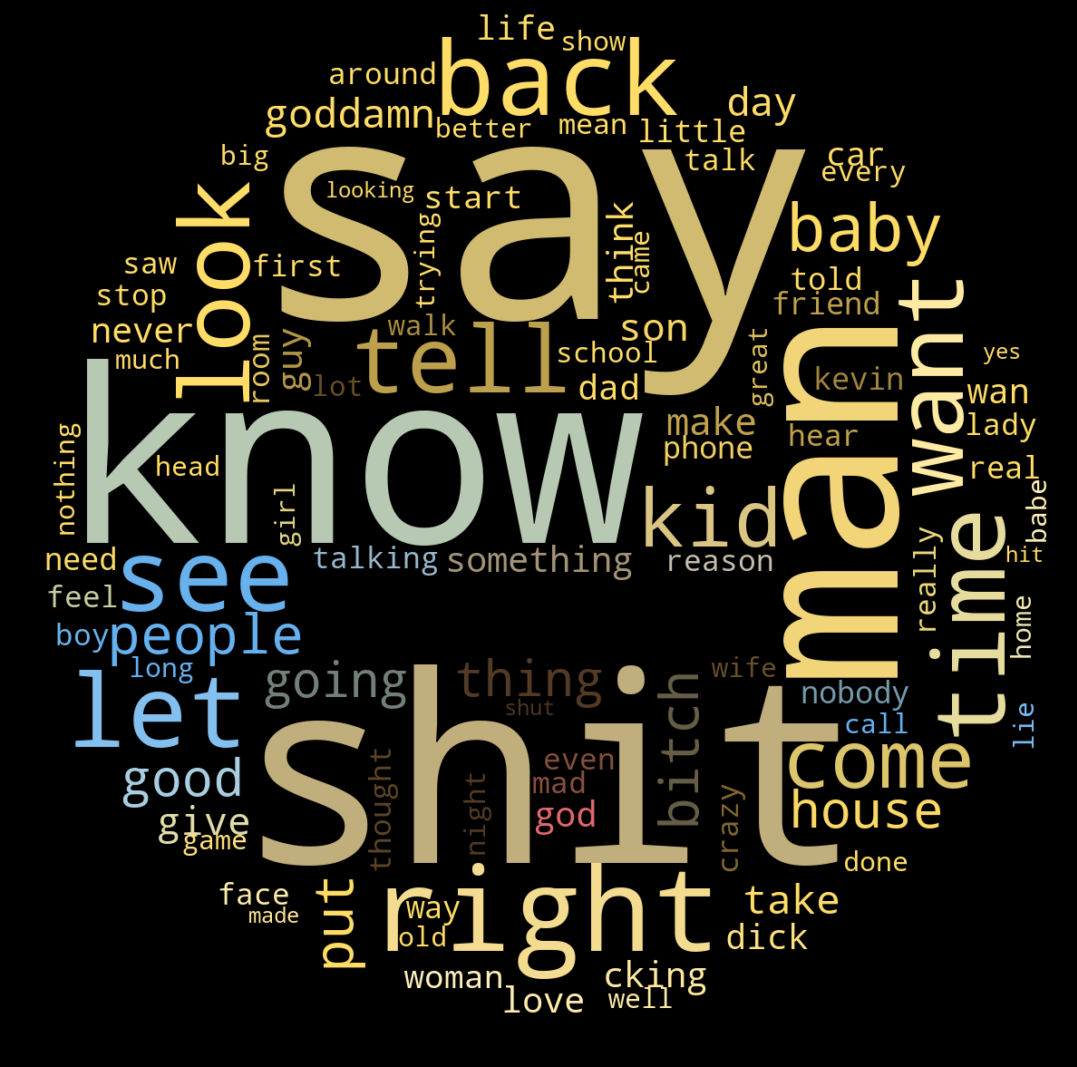 life
show
back
around
day
goddamn
better
mean
little
talk
car
every
big
say
looking
start
look
baby
think
trying
came
saw
first
told
stop
friend
want
never
walk
son
much
tell
school
guy
room
lot
dad
great
yes
kevin
wan
man
know
make
lady
hear
phone
nothing
head
real
kid
girl
babe
time
need
see
talking
something
reason
hit
really
feel
boy
people
home
long
let
going
thing
wife
shut
bitch
nobody
call
lie
shit
good
even
mad
come
god
house
give
game
thought
night
crazy
done
right
face
made
put
way
old
take
dick
woman
cking
love
well